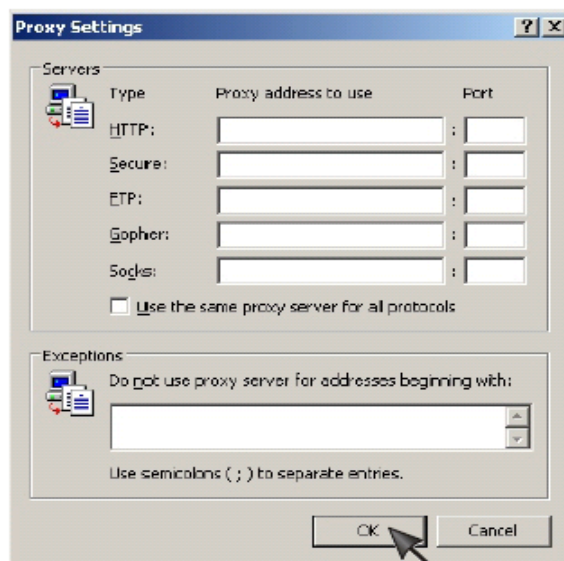 Proxy Settings
Servers
Type Proxy address to use Port
HTTP: :
Secure: :
FTP: :
Gopher: :
Socks: :
Use the same proxy server for all protocols
Exceptions
Do not use proxy server for addresses beginning with:
Use semicolons ( ; ) to separate entries.
OK Cancel